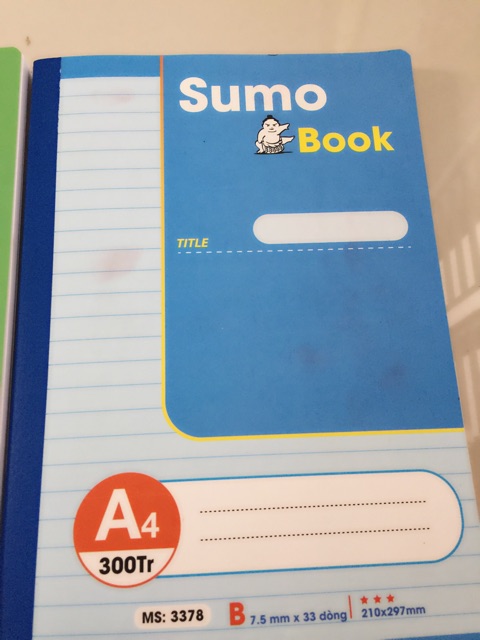 Sumo
Book
TITLE
A4
300Tr
MS: 3378
B 7.5 mm x 33 dòng
210x297mm